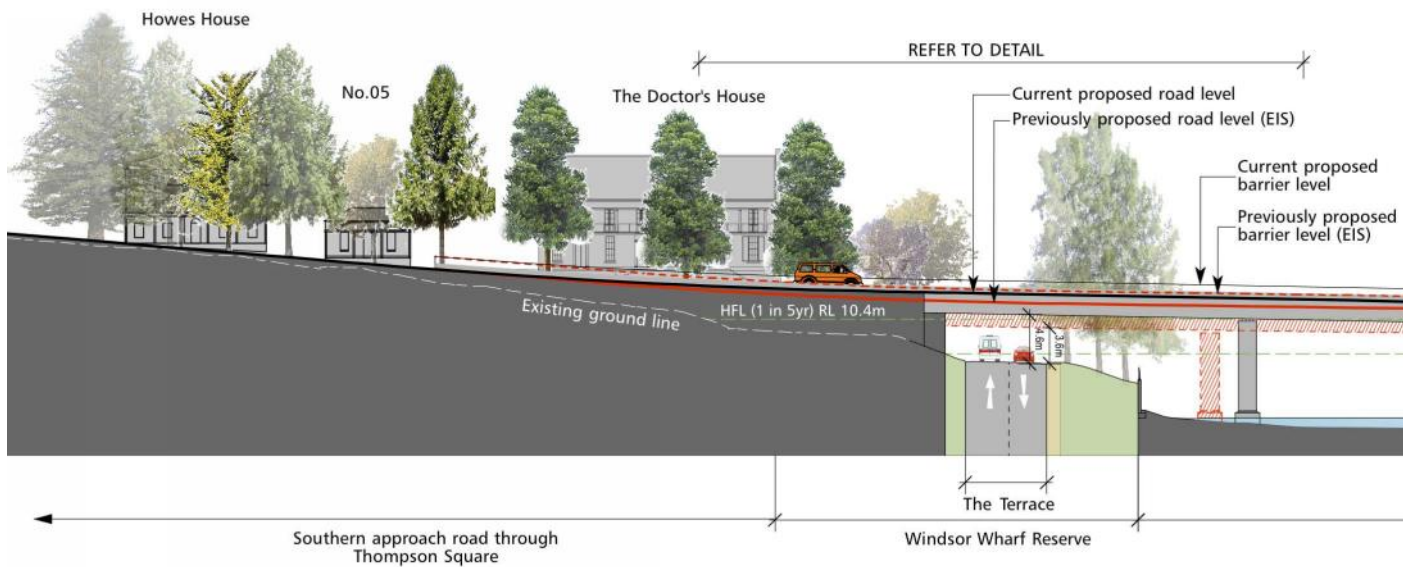 Howes House
No.05
The Doctor's House
REFER TO DETAIL
Current proposed road level
Previously proposed road level (EIS)
Current proposed
barrier level
Previously proposed
barrier level (EIS)
Existing ground line
HFL (1 in 5yr) RL 10.4m
4.6m
3.6m
The Terrace
Southern approach road through
Thompson Square
Windsor Wharf Reserve